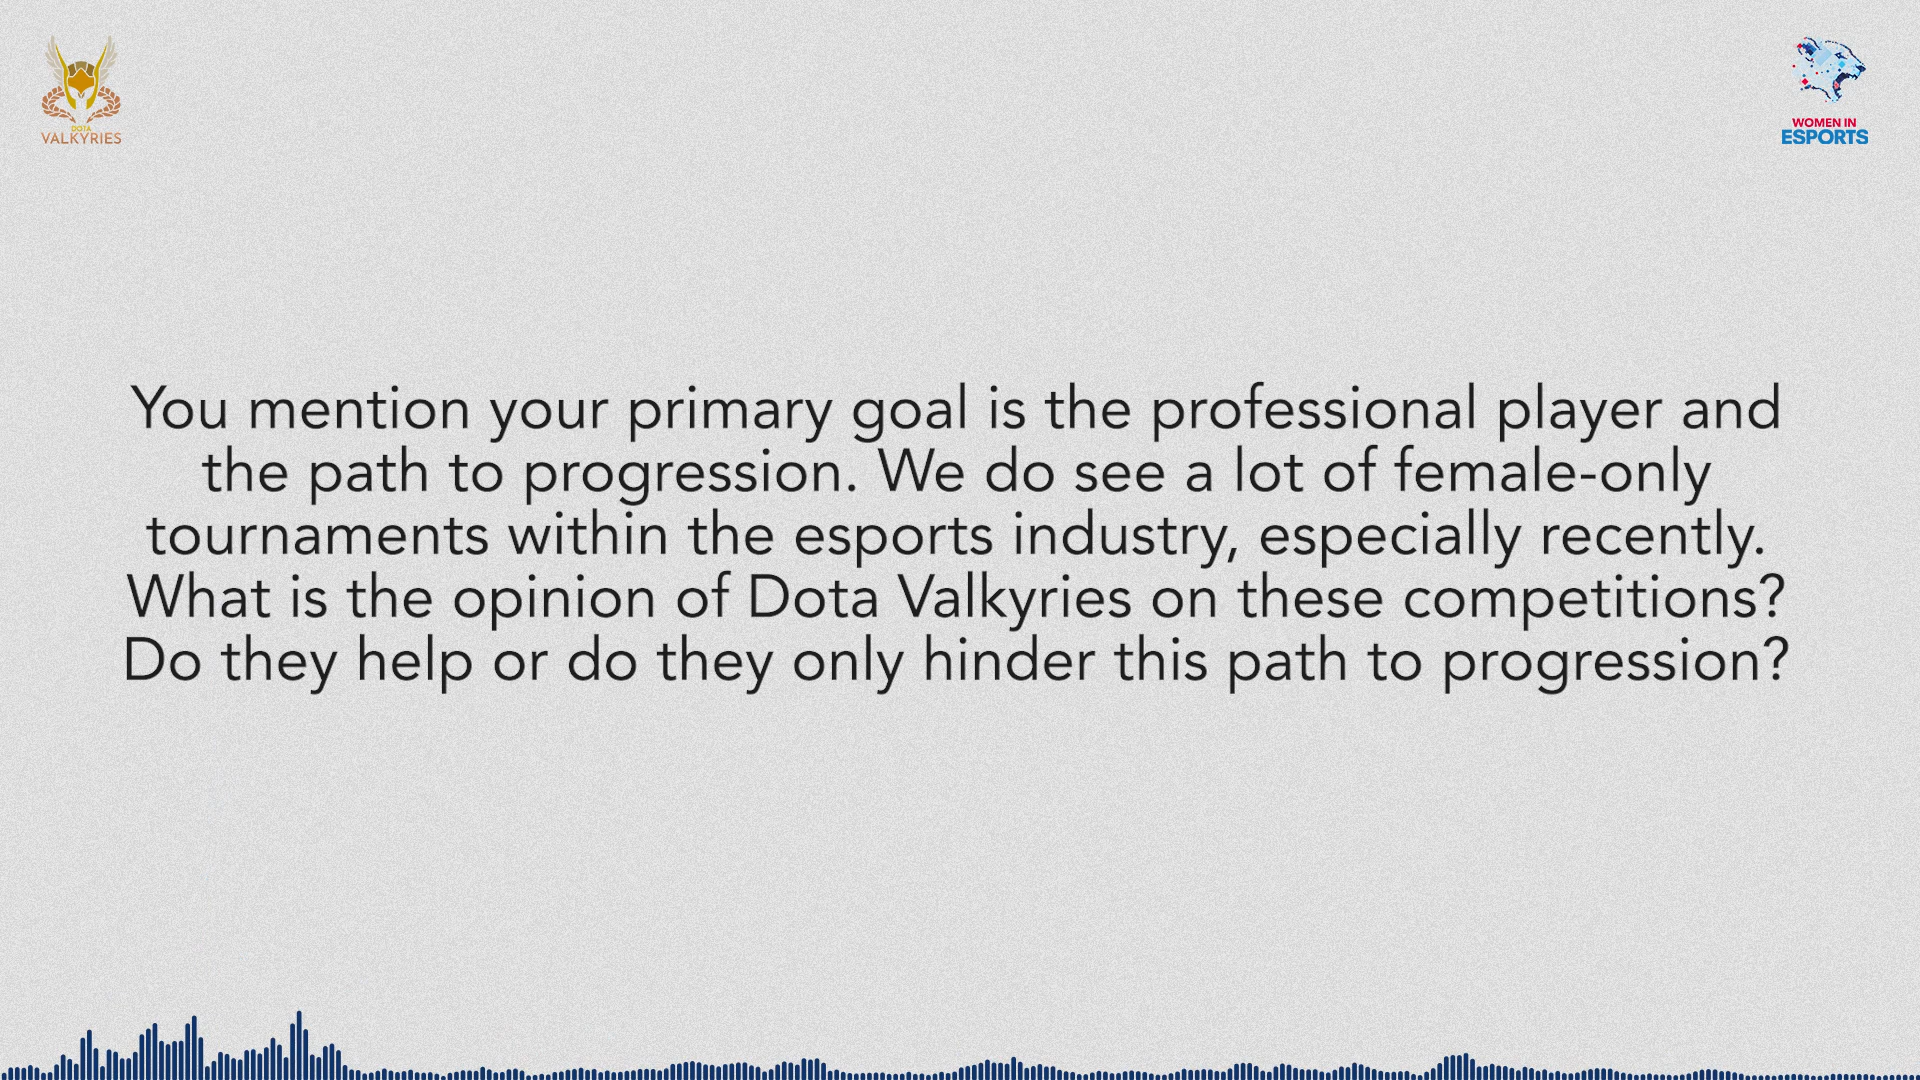 DOTA
VALKYRIES
WOMEN IN
ESPORTS
You mention your primary goal is the professional player and
the path to progression. We do see a lot of female-only
tournaments within the esports industry, especially recently.
What is the opinion of Dota Valkyries on these competitions?
Do they help or do they only hinder this path to progression?